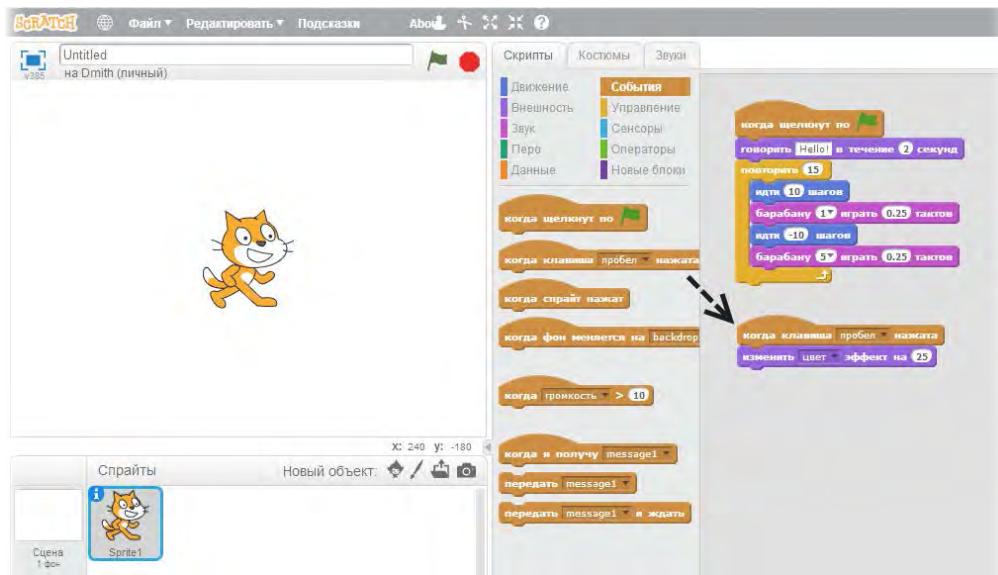 SCRATCH Файл Редактировать Подсказки About
Untitled
v385 на Dmith (личный)
X: 240 y: -180
Спрайты Новый объект:
Сцена
1 фон
Sprite1
Скрипты Костюмы Звуки
Движение События
Внешность Управление
Звук Сенсоры
Перо Операторы
Данные Новые блоки
когда щелкнут по
когда клавиша пробел нажата
когда спрайт нажат
когда фон меняется на backdrop
когда громкость > 10
когда я получу message1
передать message1
передать message1 и ждать
когда щелкнут по
говорить Hello! в течение 2 секунд
повторить 15
идти 10 шагов
барабану 1 играть 0.25 тактов
идти -10 шагов
барабану 5 играть 0.25 тактов
когда клавиша пробел нажата
изменить цвет эффект на 25